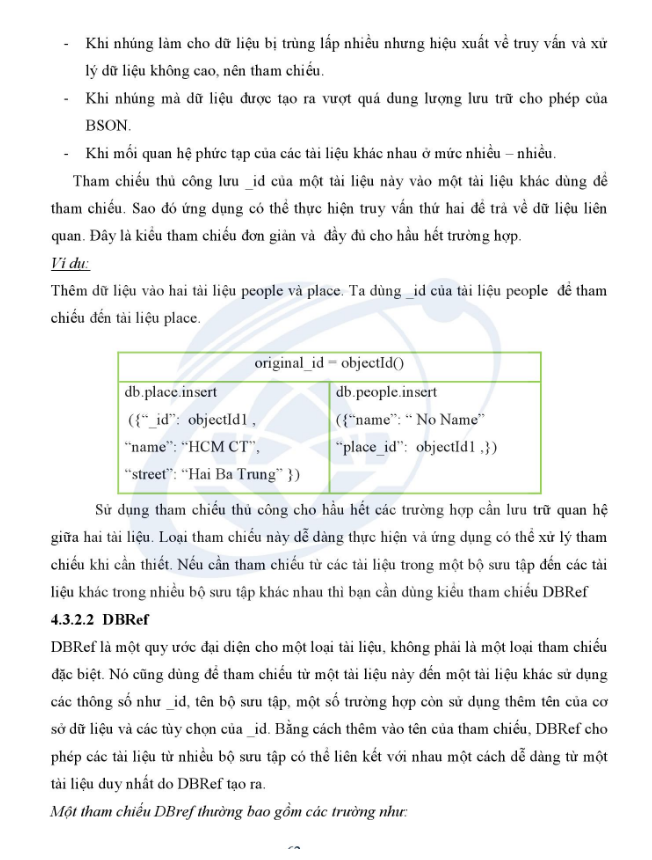 - Khi nhúng làm cho dữ liệu bị trùng lấp nhiều nhưng hiệu xuất về truy vấn và xử
lý dữ liệu không cao, nên tham chiếu.
- Khi nhúng mà dữ liệu được tạo ra vượt quá dung lượng lưu trữ cho phép của
BSON.
- Khi mối quan hệ phức tạp của các tài liệu khác nhau ở mức nhiều – nhiều.
Tham chiếu thủ công lưu _id của một tài liệu này vào một tài liệu khác dùng để
tham chiếu. Sao đó ứng dụng có thể thực hiện truy vấn thứ hai để trả về dữ liệu liên
quan. Đây là kiểu tham chiếu đơn giản và đầy đủ cho hầu hết trường hợp.
Ví dụ:
Thêm dữ liệu vào hai tài liệu people và place. Ta dùng _id của tài liệu people để tham
chiếu đến tài liệu place.
original_id = objectId()
db.place.insert
({“_id”: objectId1 ,
“name”: “HCM CT”,
“street”: “Hai Ba Trung” })
db.people.insert
({“name”: “ No Name”
“place_id”: objectId1 ,})
Sử dụng tham chiếu thủ công cho hầu hết các trường hợp cần lưu trữ quan hệ
giữa hai tài liệu. Loại tham chiếu này dễ dàng thực hiện và ứng dụng có thể xử lý tham
chiếu khi cần thiết. Nếu cần tham chiếu từ các tài liệu trong một bộ sưu tập đến các tài
liệu khác trong nhiều bộ sưu tập khác nhau thì bạn cần dùng kiểu tham chiếu DBRef
4.3.2.2 DBRef
DBRef là một quy ước đại diện cho một loại tài liệu, không phải là một loại tham chiếu
đặc biệt. Nó cũng dùng để tham chiếu từ một tài liệu này đến một tài liệu khác sử dụng
các thông số như _id, tên bộ sưu tập, một số trường hợp còn sử dụng thêm tên của cơ
sở dữ liệu và các tùy chọn của _id. Bằng cách thêm vào tên của tham chiếu, DBRef cho
phép các tài liệu từ nhiều bộ sưu tập có thể liên kết với nhau một cách dễ dàng từ một
tài liệu duy nhất do DBRef tạo ra.
Một tham chiếu DBref thường bao gồm các trường như: